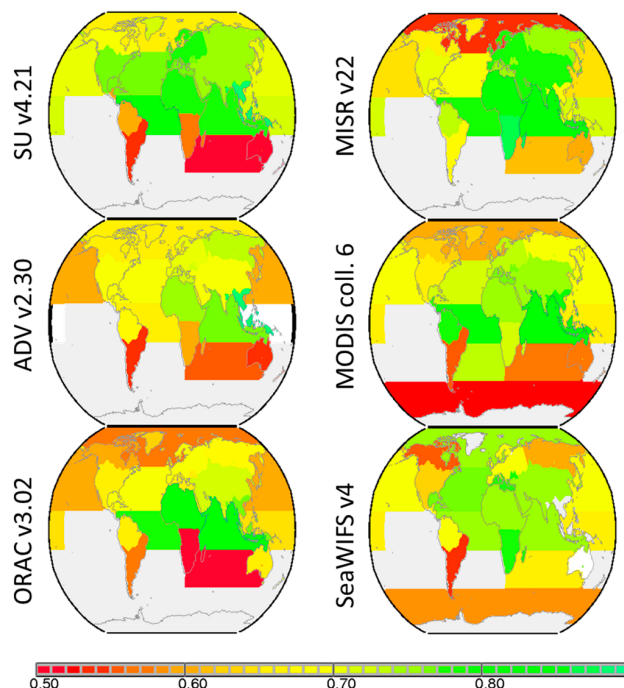 SU v4.21
MISR v22
ADV v2.30
MODIS coll. 6
ORAC v3.02
SeaWIFS v4
0.50 0.60 0.70 0.80